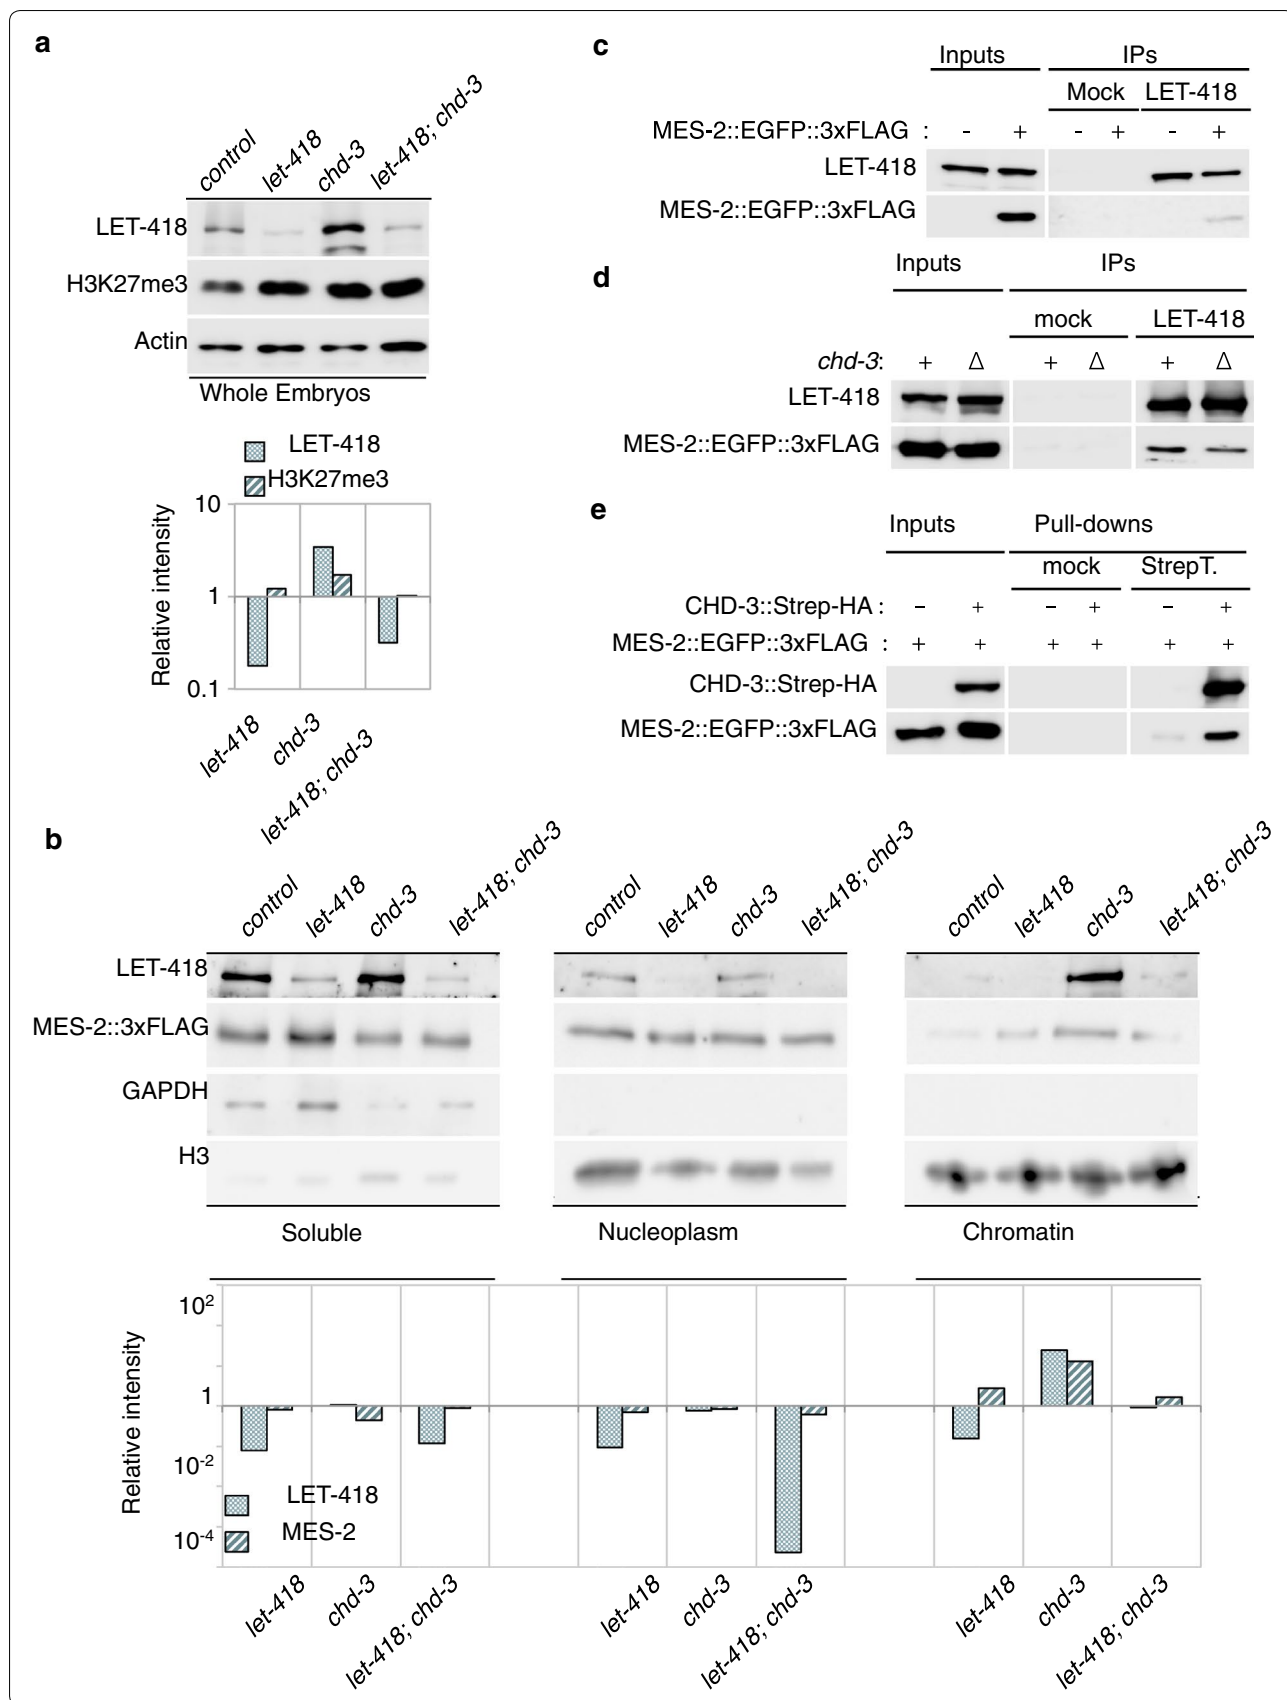 a
control let-418 chd-3 let-418; chd-3
LET-418
H3K27me3
Actin
Whole Embryos
LET-418
H3K27me3
Relative intensity
10
1
0.1
let-418 chd-3 let-418; chd-3
c
Inputs IPs
Mock LET-418
MES-2::EGFP::3xFLAG : - + - + - +
LET-418
MES-2::EGFP::3xFLAG
d
Inputs IPs
mock LET-418
chd-3: + Δ + Δ + Δ
LET-418
MES-2::EGFP::3xFLAG
e
Inputs Pull-downs
mock StrepT.
CHD-3::Strep-HA : – + – + – +
MES-2::EGFP::3xFLAG : + + + + + +
CHD-3::Strep-HA
MES-2::EGFP::3xFLAG
b
control let-418 chd-3 let-418; chd-3 control let-418 chd-3 let-418; chd-3 control let-418 chd-3 let-418; chd-3
LET-418
MES-2::3xFLAG
GAPDH
H3
Soluble Nucleoplasm Chromatin
Relative intensity
10²
1
10⁻²
10⁻⁴
LET-418
MES-2
let-418 chd-3 let-418; chd-3 let-418 chd-3 let-418; chd-3 let-418 chd-3 let-418; chd-3